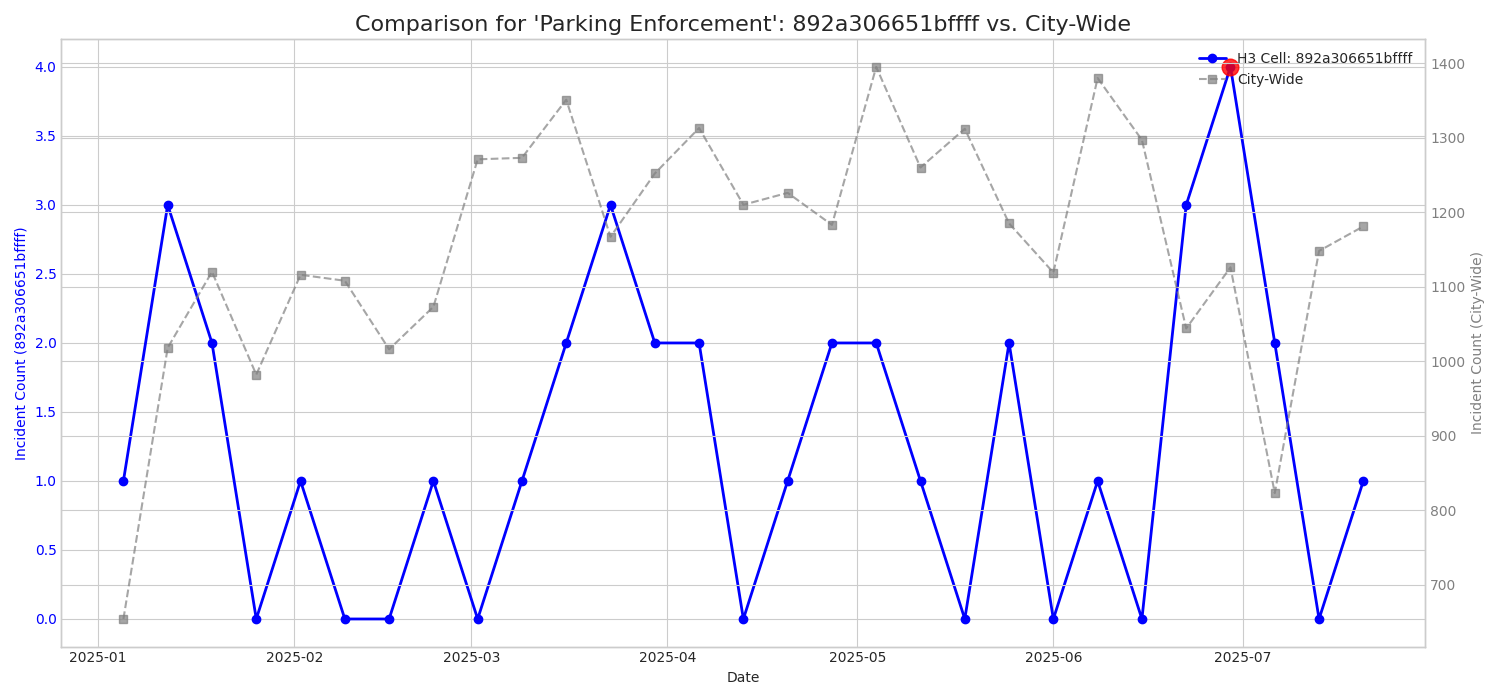 Comparison for 'Parking Enforcement': 892a306651bffff vs. City-Wide
H3 Cell: 892a306651bffff
City-Wide
Incident Count (892a306651bffff)
4.0
3.5
3.0
2.5
2.0
1.5
1.0
0.5
0.0
1400
1300
1200
1100
1000
900
800
700
Incident Count (City-Wide)
2025-01 2025-02 2025-03 2025-04 2025-05 2025-06 2025-07
Date